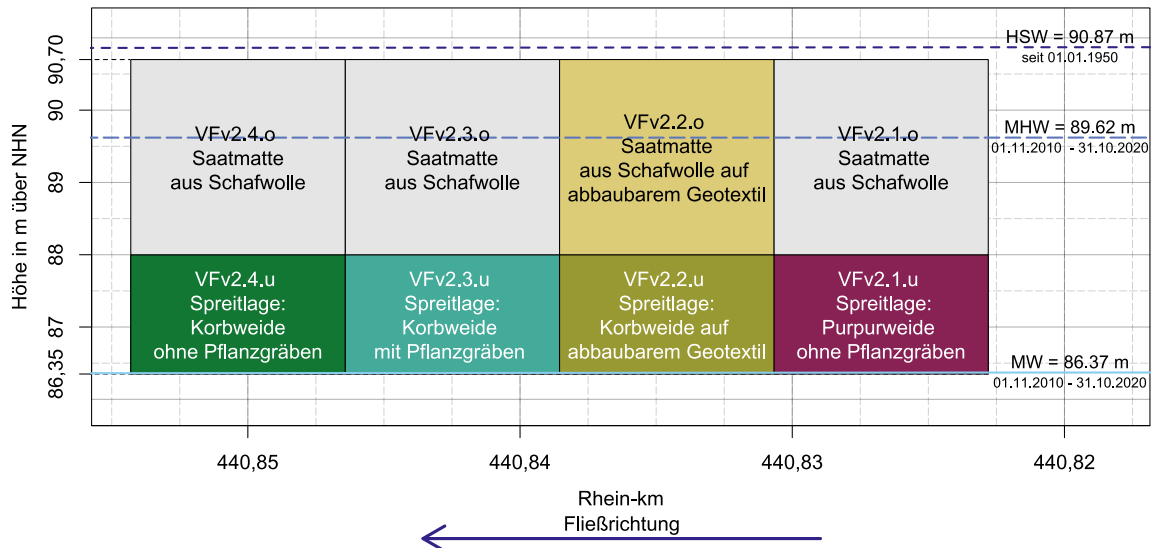 HSW = 90.87 m
seit 01.01.1950
MHW = 89.62 m
01.11.2010 - 31.10.2020
MW = 86.37 m
01.11.2010 - 31.10.2020
Höhe in m über NHN
90,70
90
89
88
87
86,35
VFv2.4.o
Saatmatte
aus Schafwolle
VFv2.3.o
Saatmatte
aus Schafwolle
VFv2.2.o
Saatmatte
aus Schafwolle auf
abbaubarem Geotextil
VFv2.1.o
Saatmatte
aus Schafwolle
VFv2.4.u
Spreitlage:
Korbweide
ohne Pflanzgräben
VFv2.3.u
Spreitlage:
Korbweide
mit Pflanzgräben
VFv2.2.u
Spreitlage:
Korbweide auf
abbaubarem Geotextil
VFv2.1.u
Spreitlage:
Purpurweide
ohne Pflanzgräben
440,85
440,84
440,83
440,82
Rhein-km
Fließrichtung